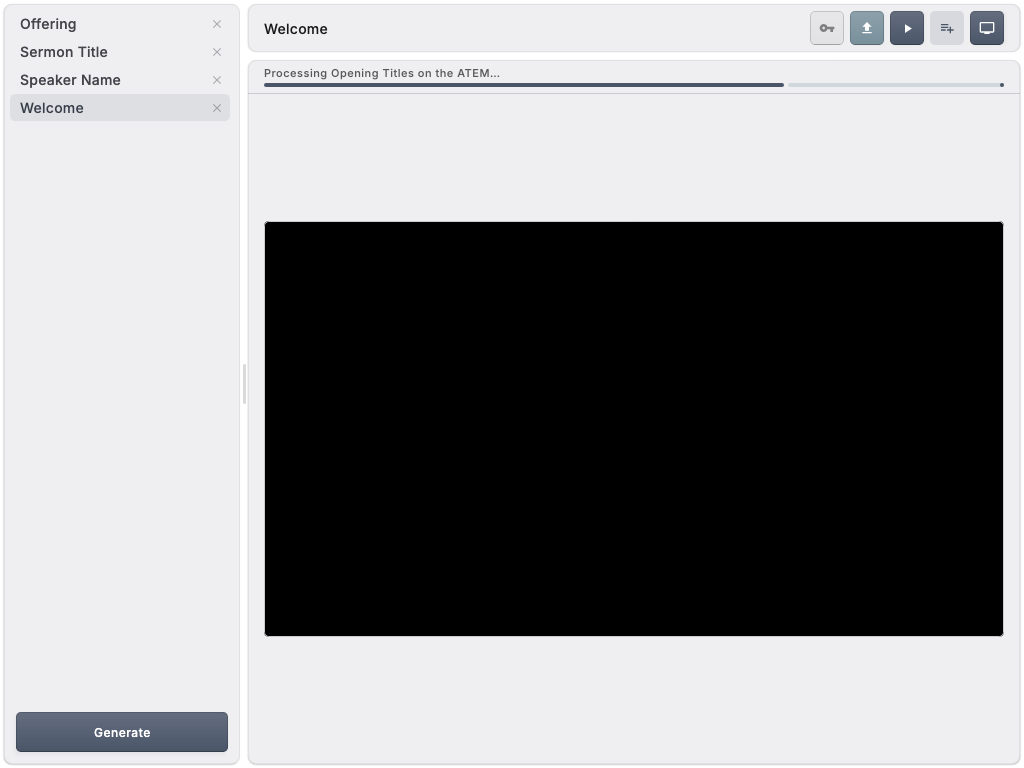 Offering
Sermon Title
Speaker Name
Welcome
Generate
Welcome
Processing Opening Titles on the ATEM...